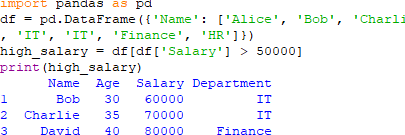 import pandas as pd
df = pd.DataFrame({'Name': ['Alice', 'Bob', 'Charli
, 'IT', 'IT', 'Finance', 'HR']})
high_salary = df[df['Salary'] > 50000]
print(high_salary)
Name Age Salary Department
1 Bob 30 60000 IT
2 Charlie 35 70000 IT
3 David 40 80000 Finance